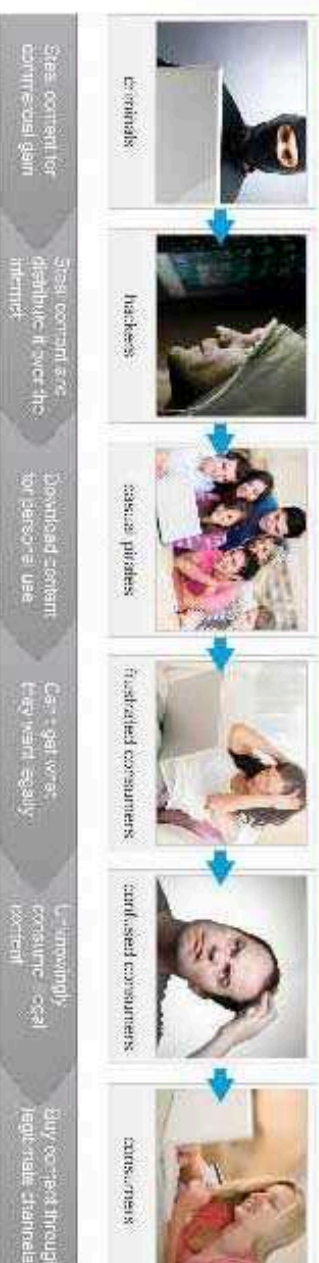 criminals
hackers
casual pirates
frustrated consumers
confused consumers
consumers
Steal content for
commercial gain
Steal content and
distribute it over the
internet
Download content
for personal use
Can't get what
they want legally
Unknowingly
consume illegal
content
Buy content through
legitimate channels